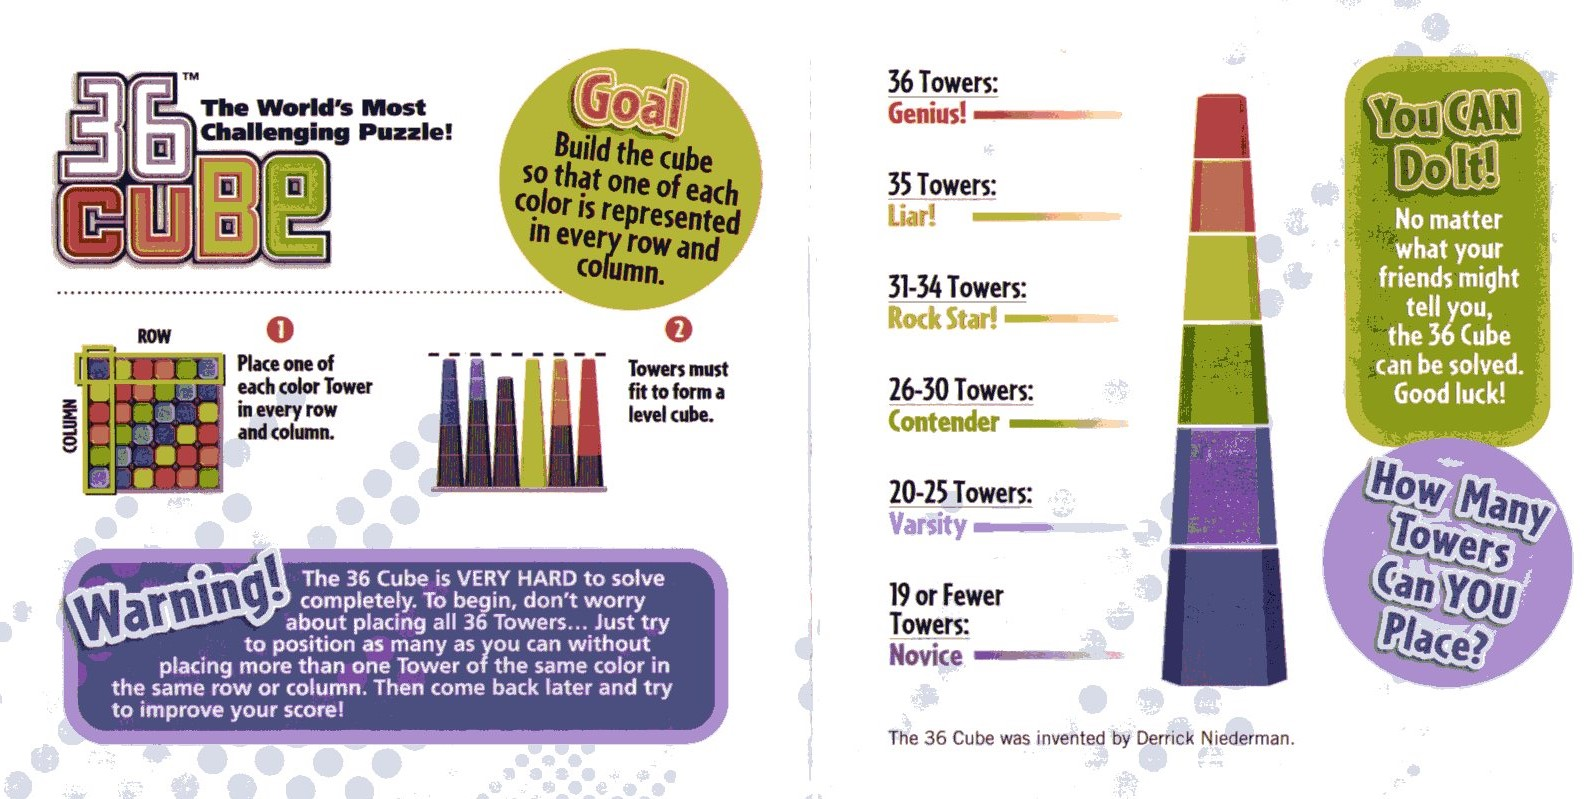 36™
CUBE
The World's Most
Challenging Puzzle!
Goal
Build the cube
so that one of each
color is represented
in every row and
column.
ROW
COLUMN
1
Place one of
each color Tower
in every row
and column.
2
Towers must
fit to form a
level cube.
Warning!
The 36 Cube is VERY HARD to solve
completely. To begin, don't worry
about placing all 36 Towers... Just try
to position as many as you can without
placing more than one Tower of the same color in
the same row or column. Then come back later and try
to improve your score!
36 Towers:
Genius!
35 Towers:
Liar!
31-34 Towers:
Rock Star!
26-30 Towers:
Contender
20-25 Towers:
Varsity
19 or Fewer
Towers:
Novice
The 36 Cube was invented by Derrick Niederman.
You CAN
Do It!
No matter
what your
friends might
tell you,
the 36 Cube
can be solved.
Good luck!
How Many
Towers
Can YOU
Place?